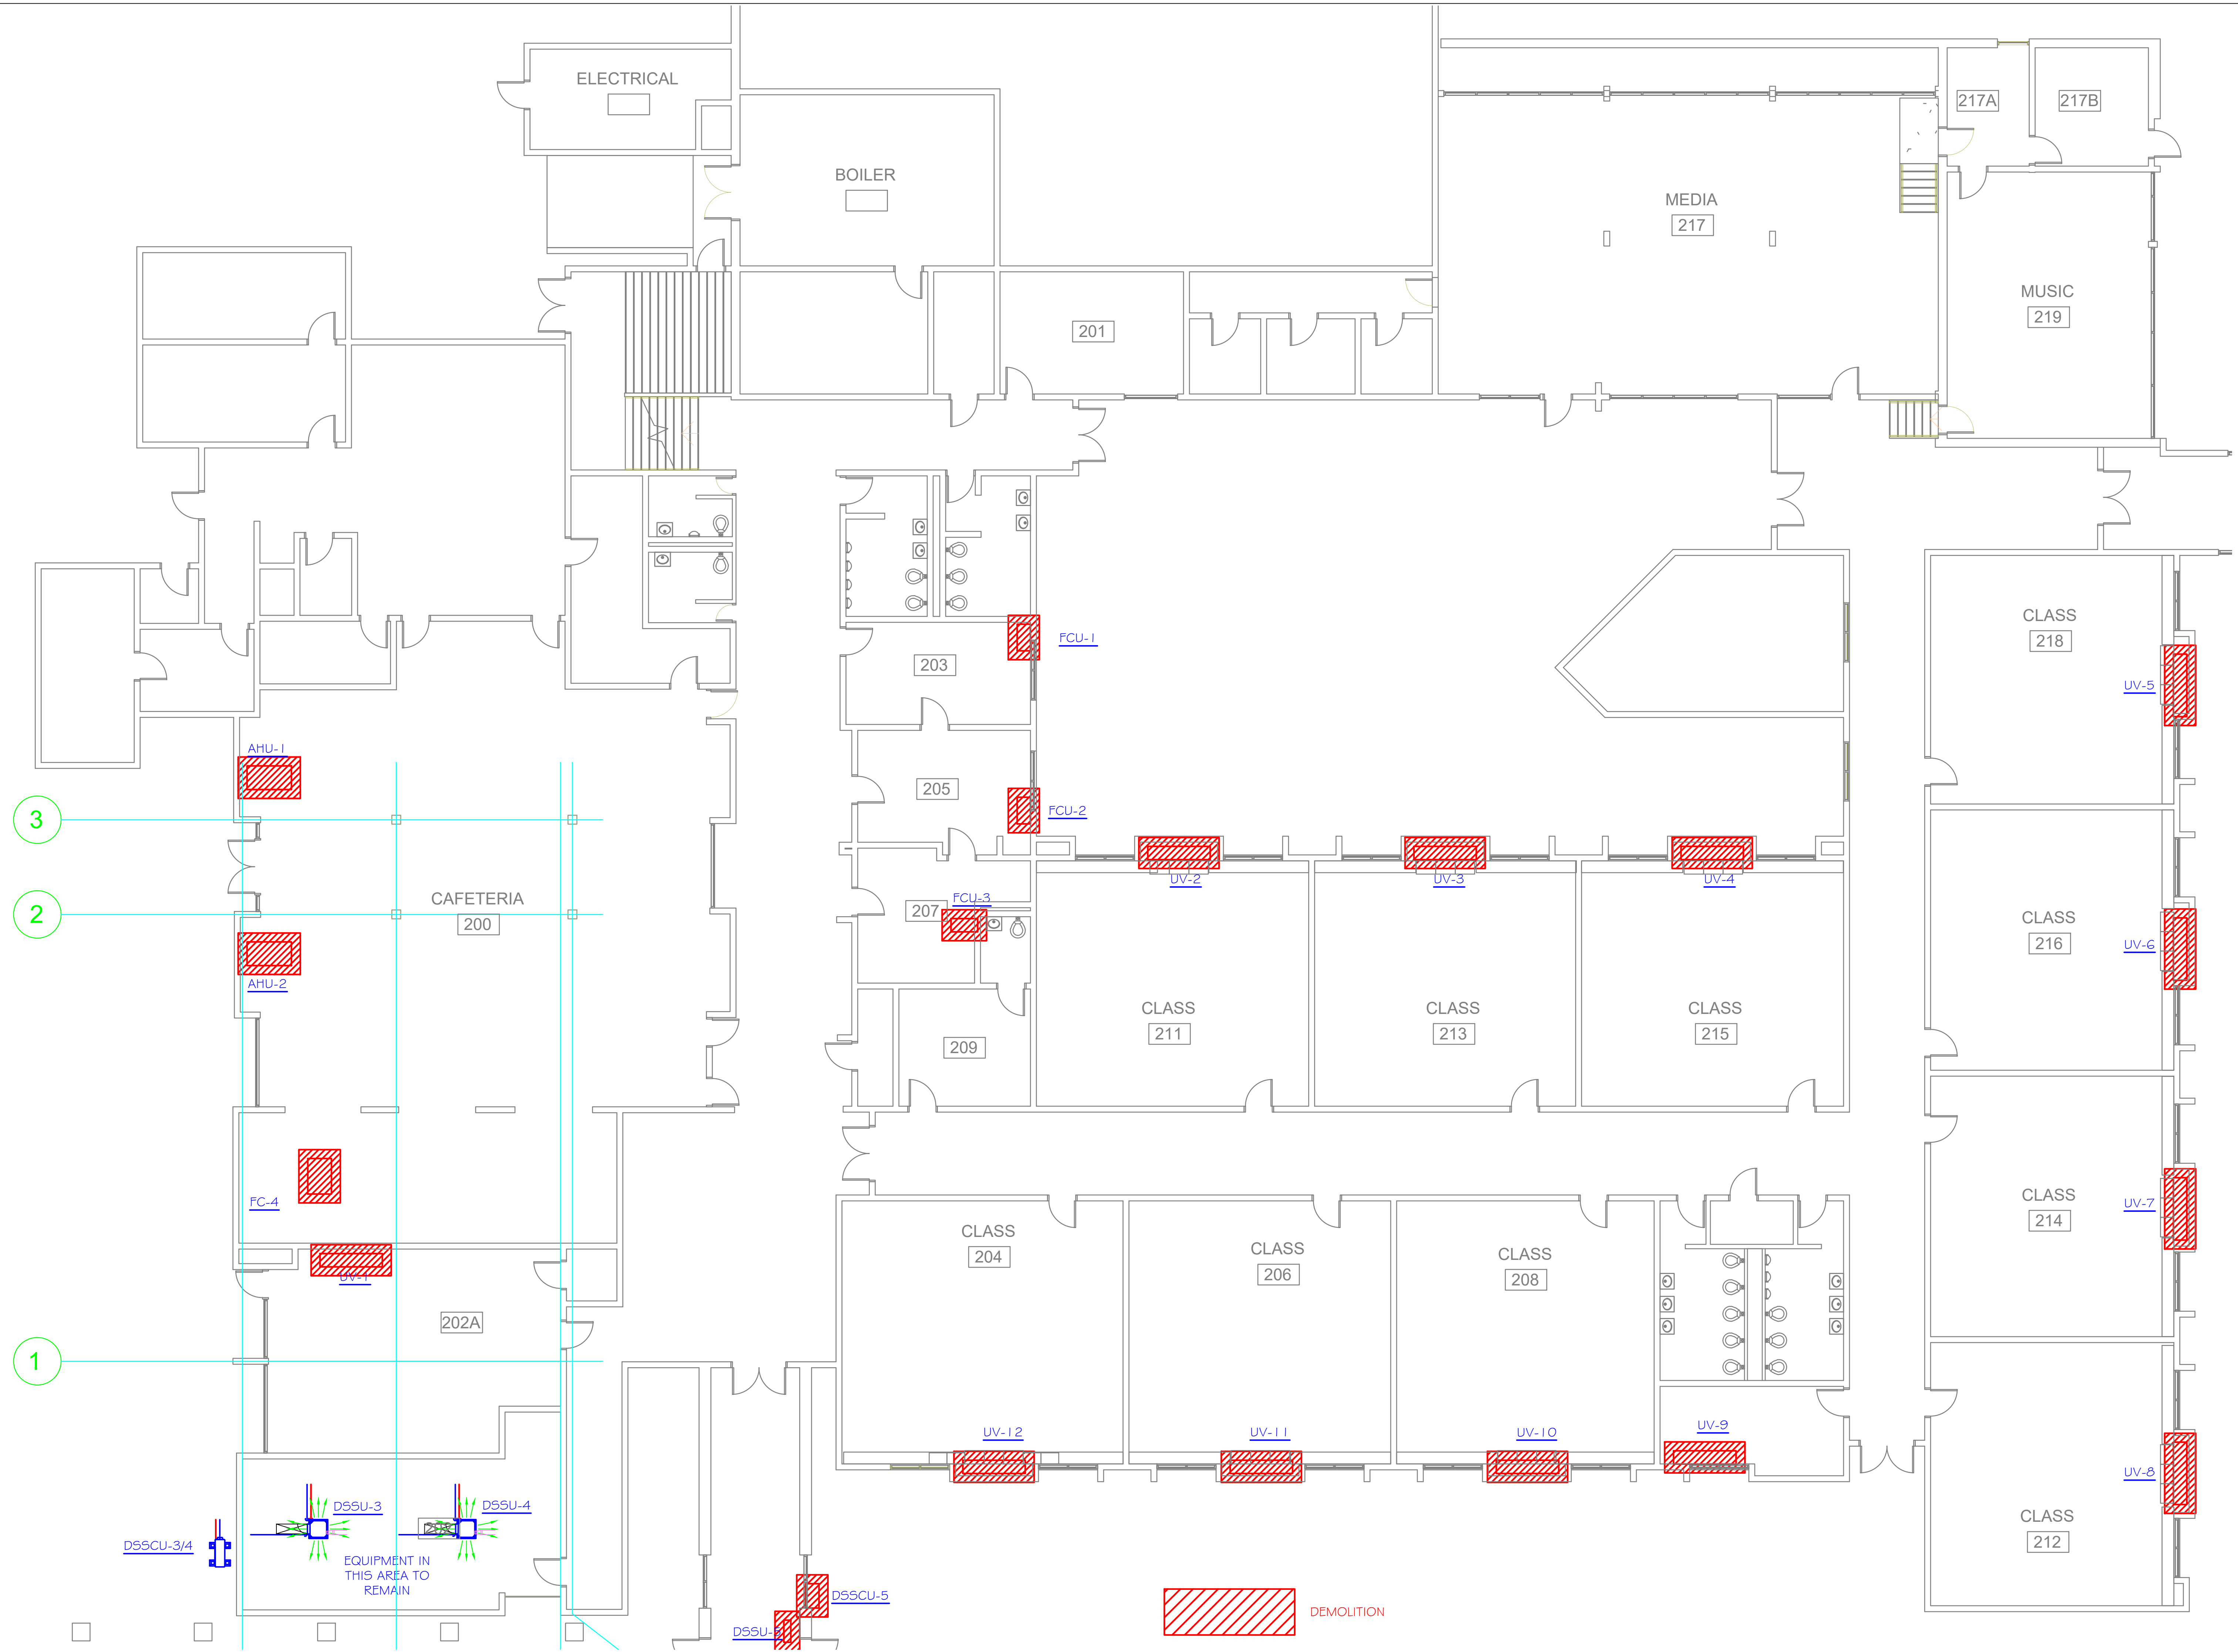 ELECTRICAL
BOILER
217A
217B
MEDIA
217
MUSIC
219
201
CLASS
218
FCU-1
203
UV-5
AHU-1
205
3
FCU-2
UV-2
UV-3
UV-4
CAFETERIA
200
2
FCU-3
207
CLASS
216
UV-6
AHU-2
CLASS
211
CLASS
213
CLASS
215
209
FC-4
CLASS
214
UV-7
CLASS
204
CLASS
206
CLASS
208
UV-1
202A
1
UV-12
UV-11
UV-10
UV-9
UV-8
DSSU-3
DSSU-4
DSSCU-3/4
EQUIPMENT IN
THIS AREA TO
REMAIN
CLASS
212
DSSCU-5
DEMOLITION